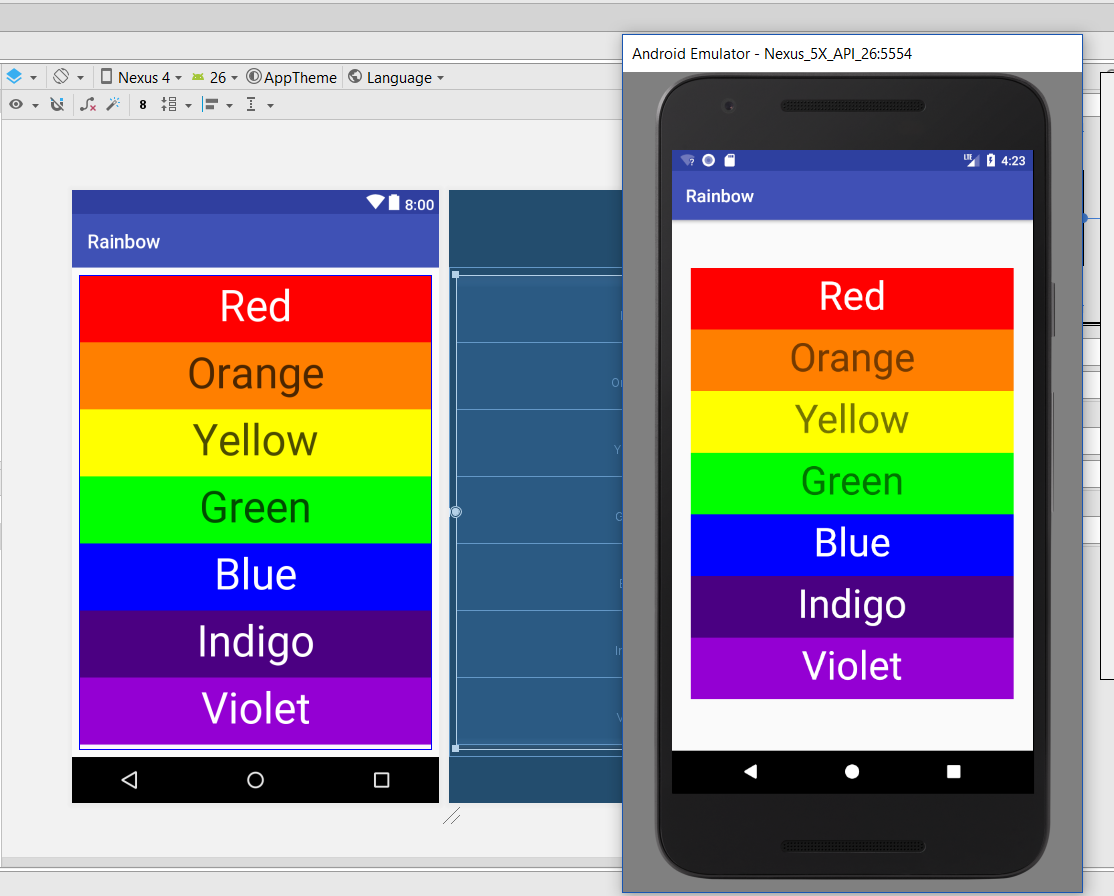 Android Emulator - Nexus_5X_API_26:5554
Nexus 4 26 AppTheme Language
8
8:00
Rainbow
Red
Orange
Yellow
Green
Blue
Indigo
Violet
LTE 4:23
Rainbow
Red
Orange
Yellow
Green
Blue
Indigo
Violet